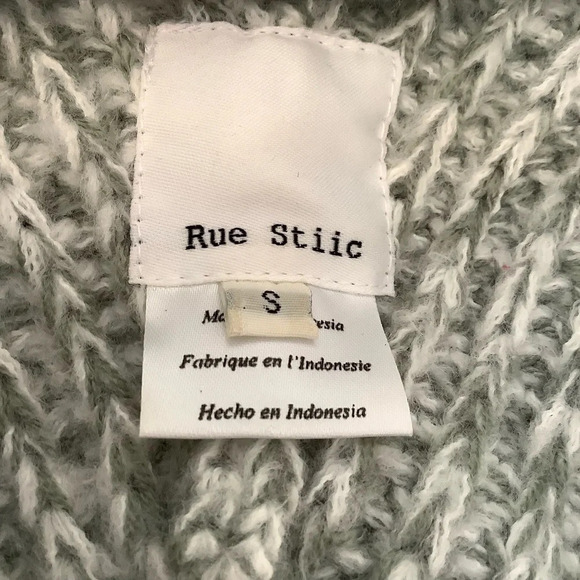 Rue Stiic
S
Fabrique en l'Indonesie
Hecho en Indonesia